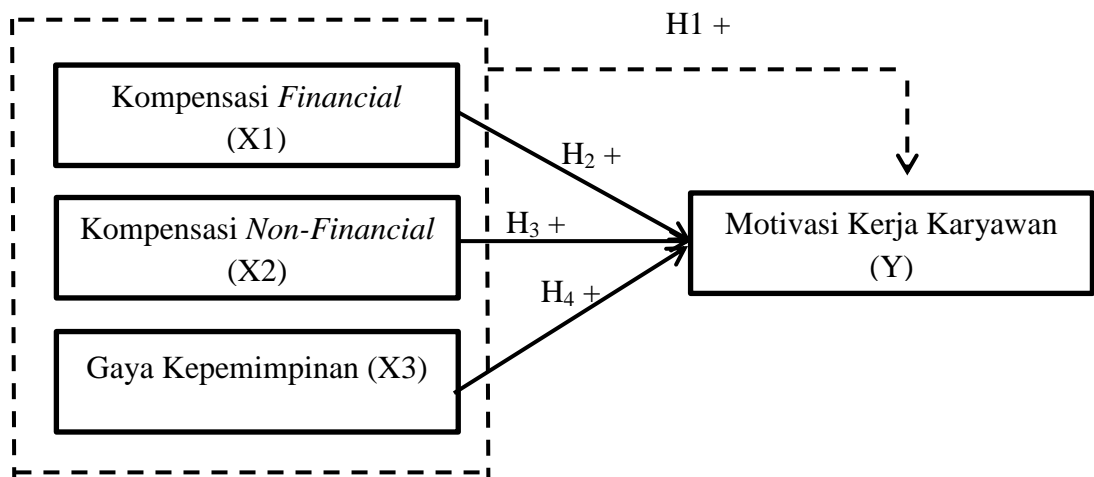 H1 +
Kompensasi Financial
(X1)
H2 +
Kompensasi Non-Financial
(X2)
H3 +
Motivasi Kerja Karyawan
(Y)
H4 +
Gaya Kepemimpinan (X3)